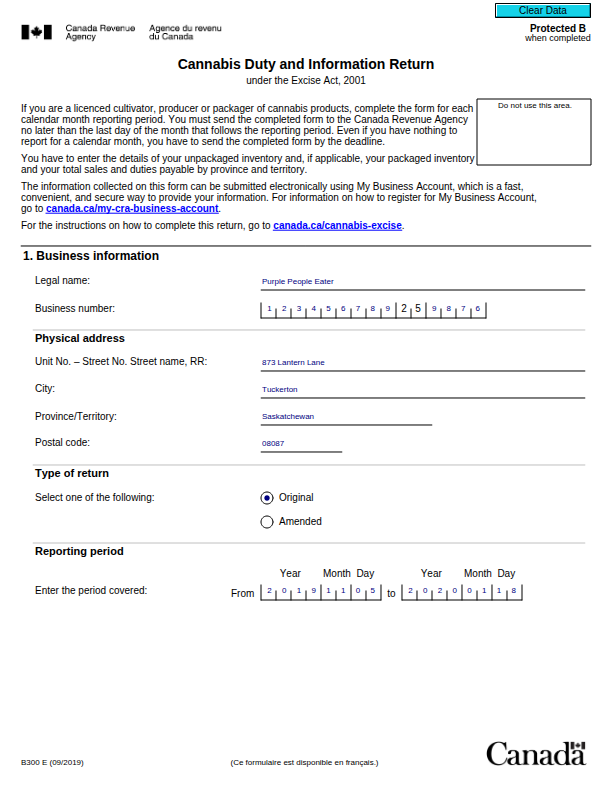 Clear Data
Canada Revenue Agency
Agence du revenu du Canada
Protected B
when completed
Cannabis Duty and Information Return
under the Excise Act, 2001
Do not use this area.
If you are a licenced cultivator, producer or packager of cannabis products, complete the form for each
calendar month reporting period. You must send the completed form to the Canada Revenue Agency
no later than the last day of the month that follows the reporting period. Even if you have nothing to
report for a calendar month, you have to send the completed form by the deadline.
You have to enter the details of your unpackaged inventory and, if applicable, your packaged inventory
and your total sales and duties payable by province and territory.
The information collected on this form can be submitted electronically using My Business Account, which is a fast,
convenient, and secure way to provide your information. For information on how to register for My Business Account,
go to canada.ca/my-cra-business-account.
For the instructions on how to complete this return, go to canada.ca/cannabis-excise.
1. Business information
Legal name: Purple People Eater
Business number: 1 2 3 4 5 6 7 8 9 2 5 9 8 7 6
Physical address
Unit No. – Street No. Street name, RR: 873 Lantern Lane
City: Tuckerton
Province/Territory: Saskatchewan
Postal code: 08087
Type of return
Select one of the following: Original
Amended
Reporting period
Year Month Day Year Month Day
Enter the period covered: From 2 0 1 9 1 1 0 5 to 2 0 2 0 0 1 1 8
B300 E (09/2019)
(Ce formulaire est disponible en français.)
Canada